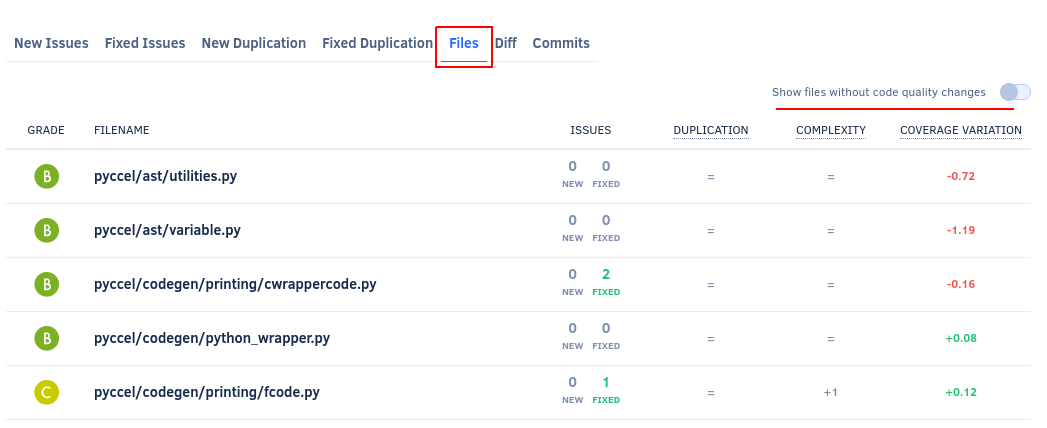 New Issues Fixed Issues New Duplication Fixed Duplication Files Diff Commits
Show files without code quality changes
GRADE FILENAME ISSUES DUPLICATION COMPLEXITY COVERAGE VARIATION
B pyccel/ast/utilities.py 0 0 = = -0.72
NEW FIXED
B pyccel/ast/variable.py 0 0 = = -1.19
NEW FIXED
B pyccel/codegen/printing/cwrappercode.py 0 2 = = -0.16
NEW FIXED
B pyccel/codegen/python_wrapper.py 0 0 = = +0.08
NEW FIXED
C pyccel/codegen/printing/fcode.py 0 1 = +1 +0.12
NEW FIXED